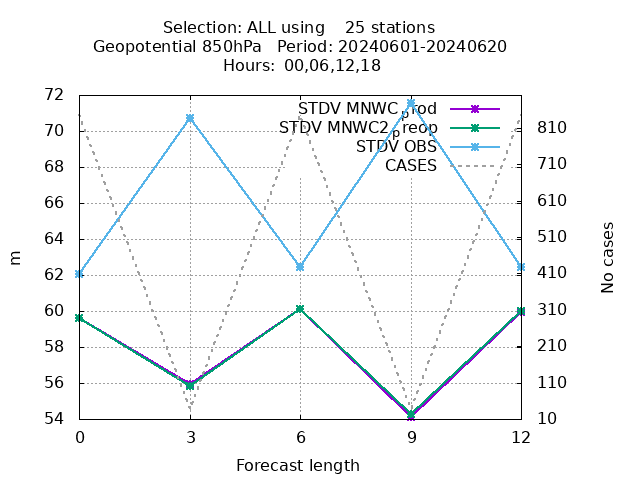 Selection: ALL using    25 stations
Geopotential 850hPa   Period: 20240601-20240620
Hours: 00,06,12,18
STDV MNWC_prod
STDV MNWC2_preop
STDV OBS
CASES
72
70
68
66
64
62
60
58
56
54
m
810
710
610
510
410
310
210
110
10
No cases
0 3 6 9 12
Forecast length